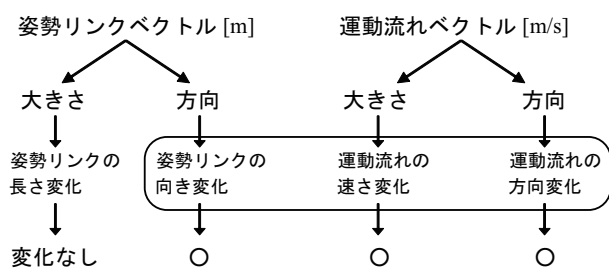 姿勢リンクベクトル [m] 運動流れベクトル [m/s]
大きさ 方向 大きさ 方向
姿勢リンクの 姿勢リンクの 運動流れの 運動流れの
長さ変化 向き変化 速さ変化 方向変化
変化なし ○ ○ ○